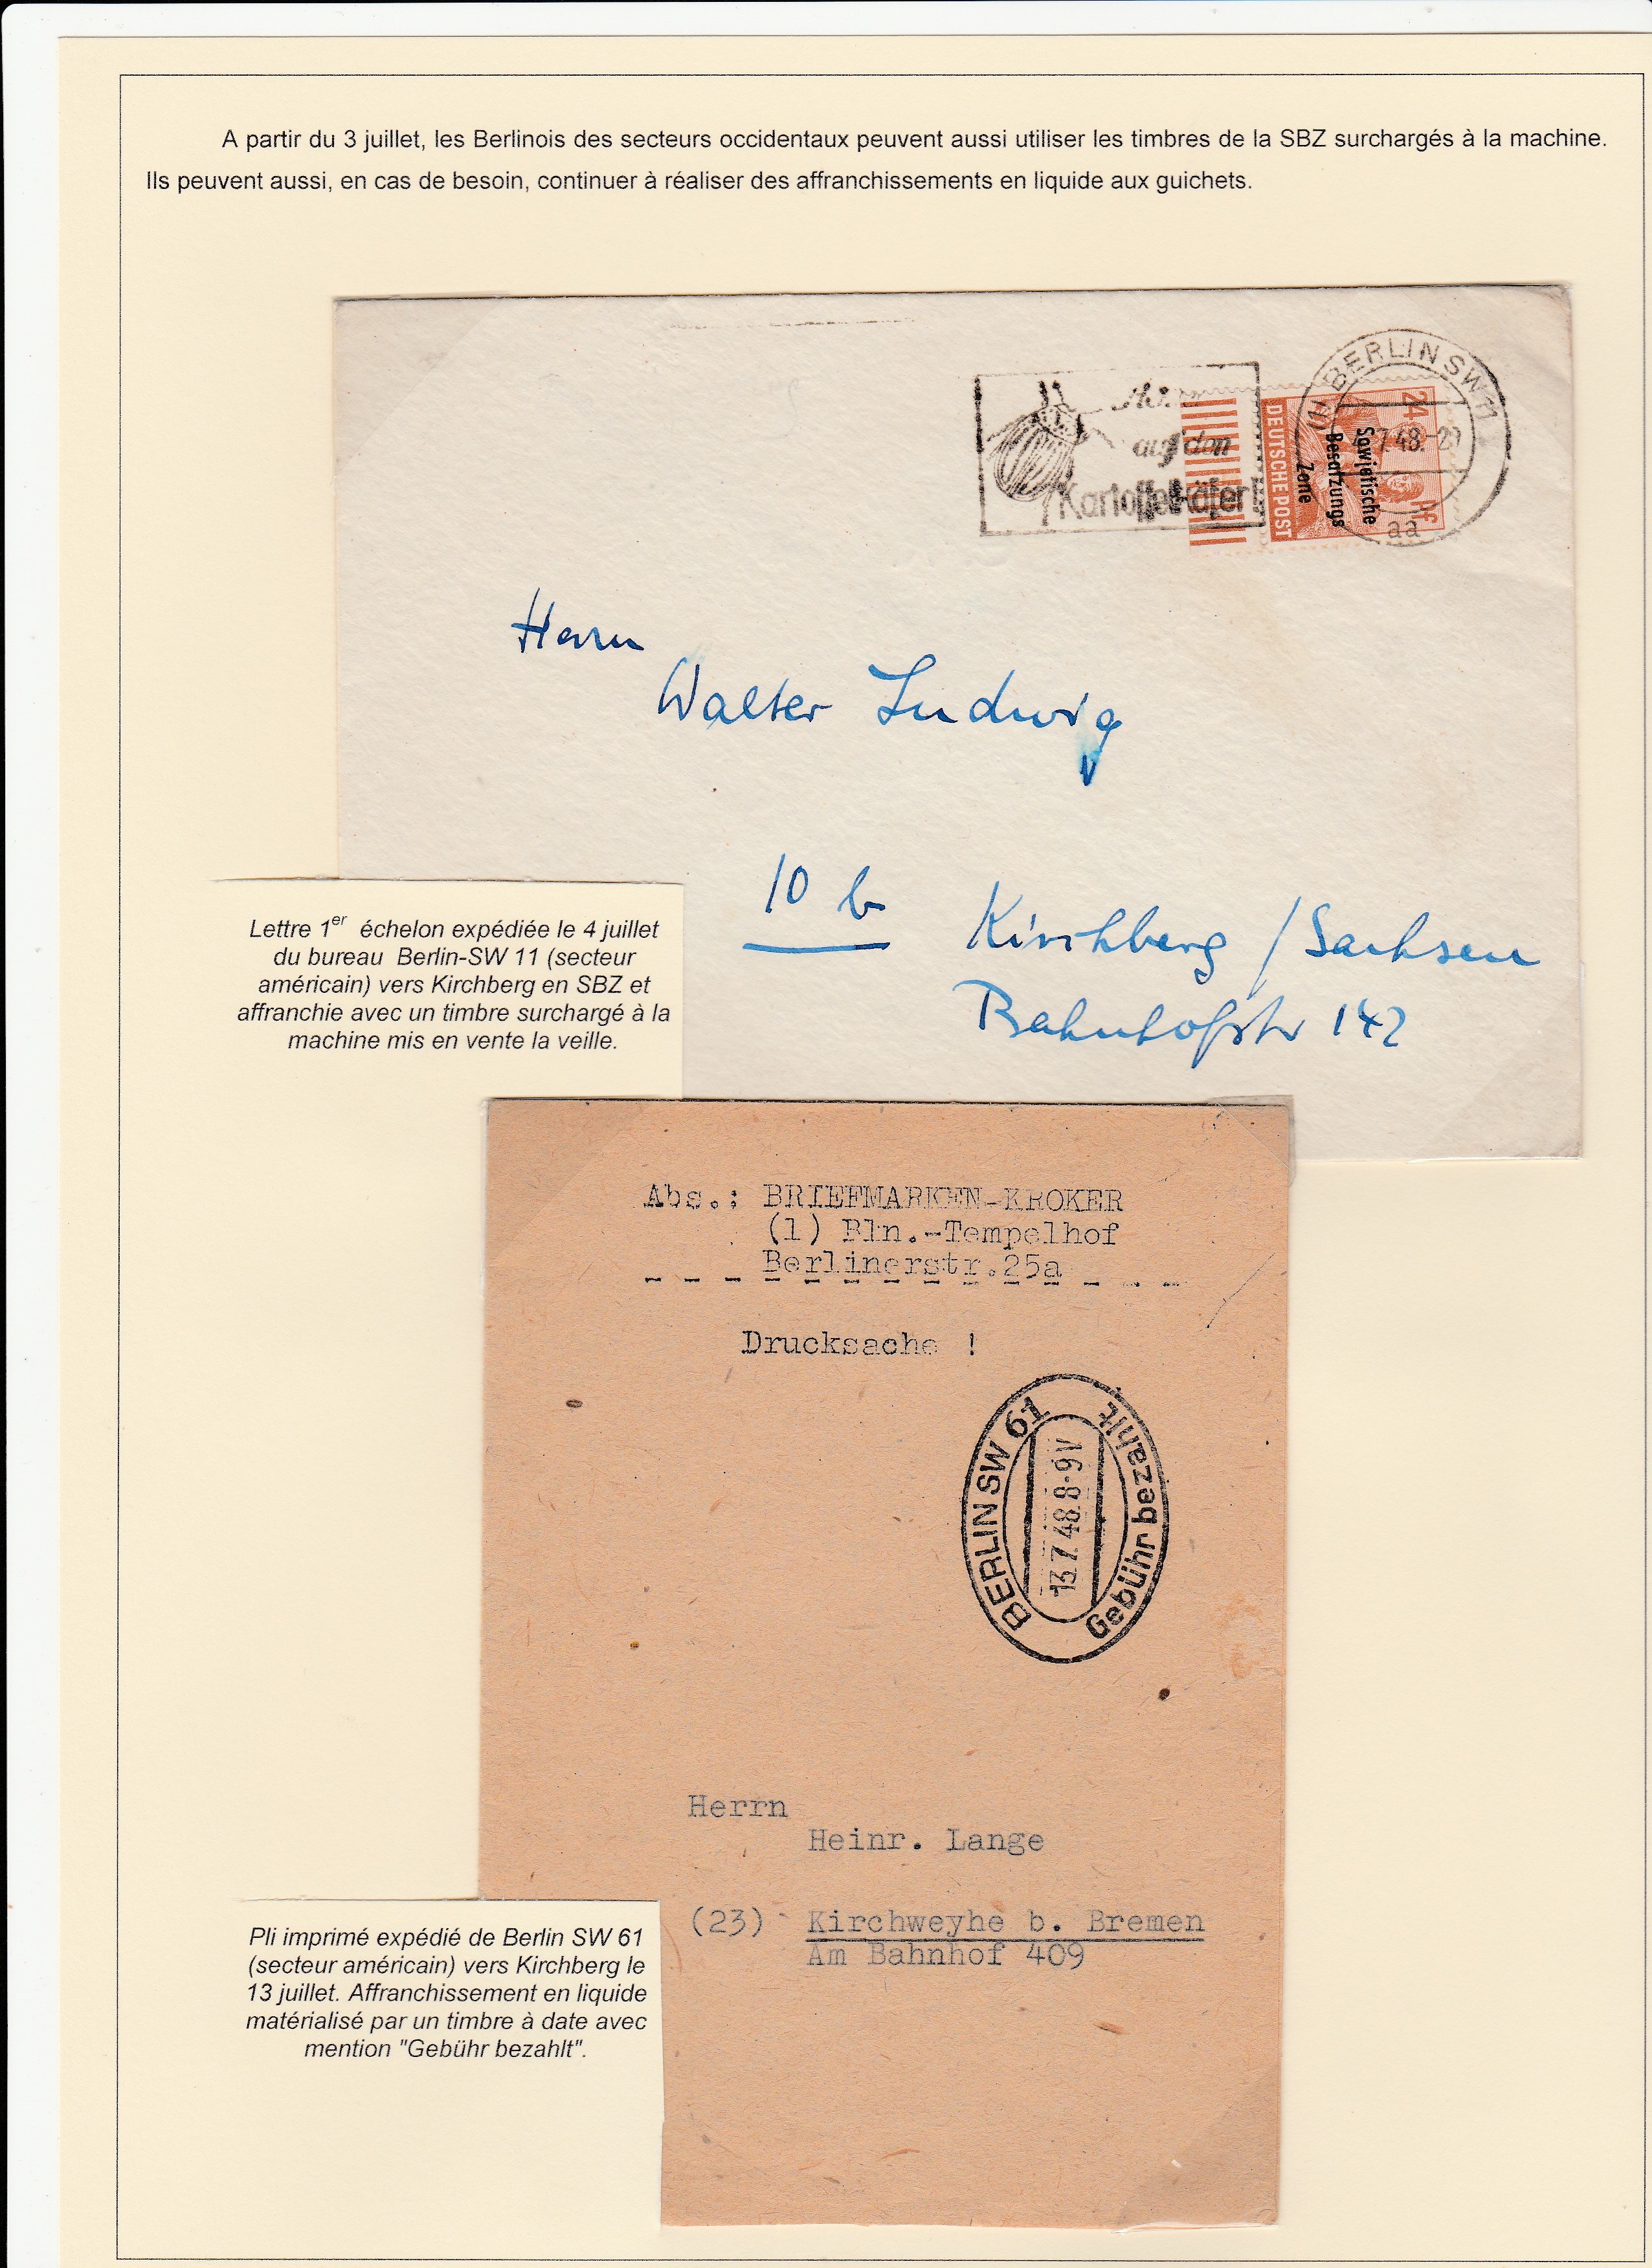 A partir du 3 juillet, les Berlinois des secteurs occidentaux peuvent aussi utiliser les timbres de la SBZ surchargés à la machine.
Ils peuvent aussi, en cas de besoin, continuer à réaliser des affranchissements en liquide aux guichets.
auf den
Kartoffelkäfer!
(1) BERLIN SW 11
7.48.-20
aa
24
DEUTSCHE POST
Sowjetische
Besatzungs
Zone
Herrn
Walter Ludwig
10 b Kirchberg / Sachsen
Bahnhofstr 142
Lettre 1er échelon expédiée le 4 juillet
du bureau Berlin-SW 11 (secteur
américain) vers Kirchberg en SBZ et
affranchie avec un timbre surchargé à la
machine mis en vente la veille.
Abs.: BRIEFMARKEN-KROKER
(1) Bln.-Tempelhof
Berlinerstr.25a
Drucksache !
BERLIN SW 61
13.7.48.8-9V
Gebühr bezahlt
Herrn
Heinr. Lange
(23) Kirchweyhe b. Bremen
Am Bahnhof 409
Pli imprimé expédié de Berlin SW 61
(secteur américain) vers Kirchberg le
13 juillet. Affranchissement en liquide
matérialisé par un timbre à date avec
mention "Gebühr bezahlt".